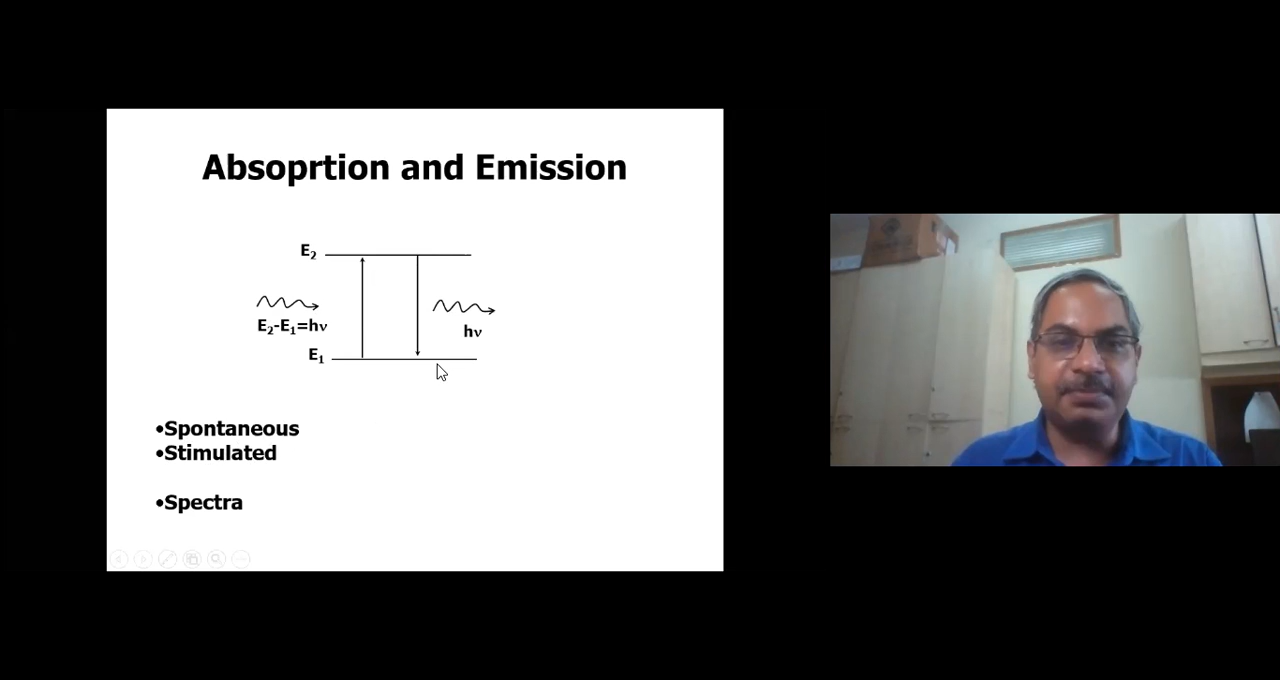 Absoprtion and Emission
E₂
E₂-E₁=hν
hν
E₁
•Spontaneous
•Stimulated
•Spectra